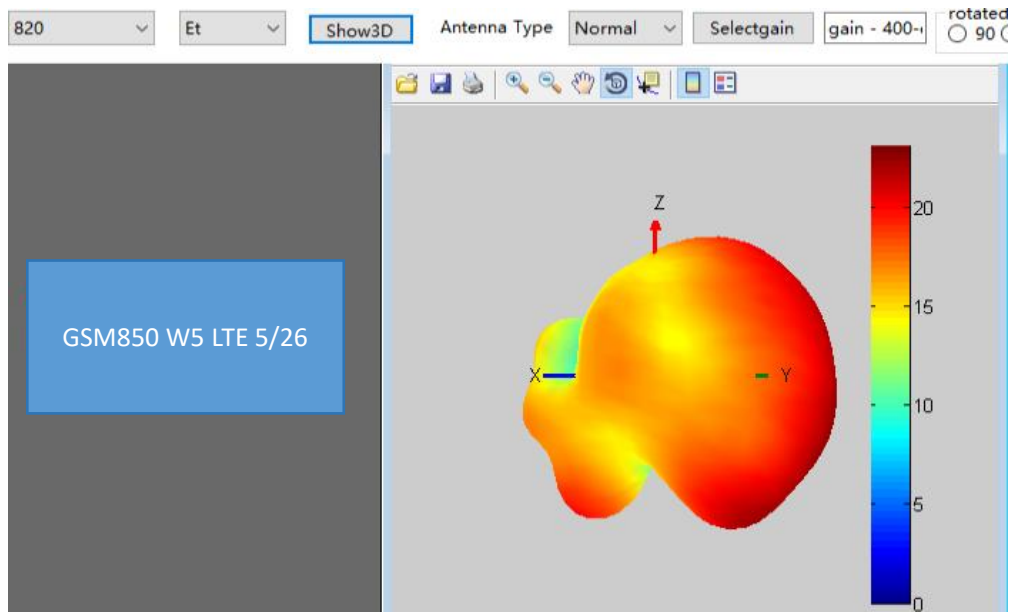 820 Et Show3D Antenna Type Normal Selectgain gain - 400- rotated
90
GSM850 W5 LTE 5/26
Z
X
Y
20
15
10
5
0